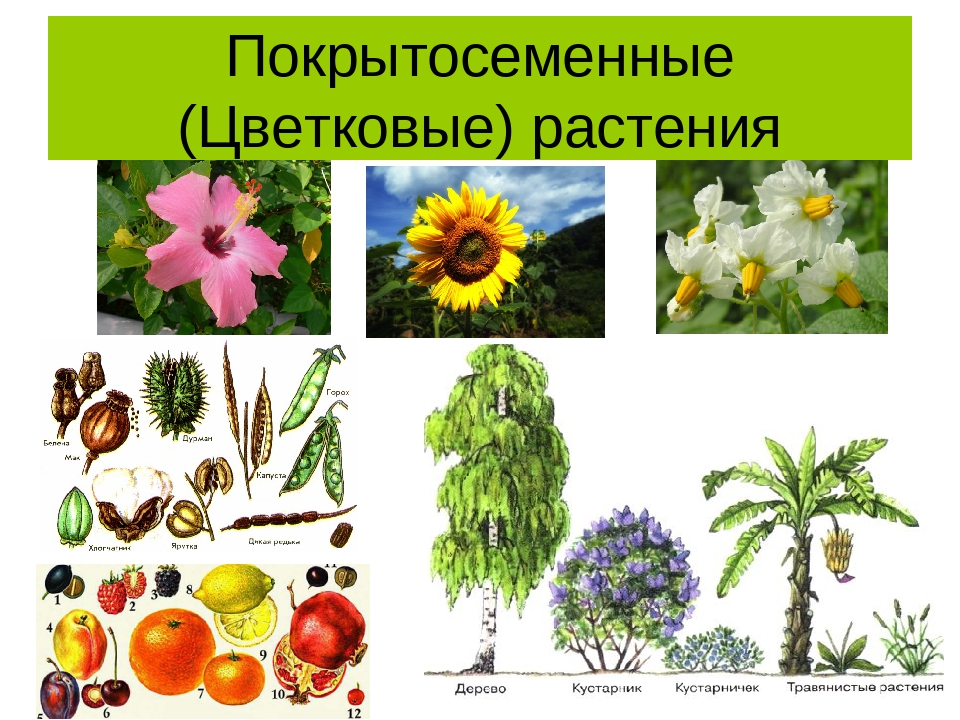 Покрытосеменные
(Цветковые) растения
Белена
Мак
Дурман
Капуста
Горох
Хлопчатник
Ярутка
Дикая редька
1
2
3
8
11
4
9
7
10
5
6
12
Дерево
Кустарник
Кустарничек
Травянистые растения